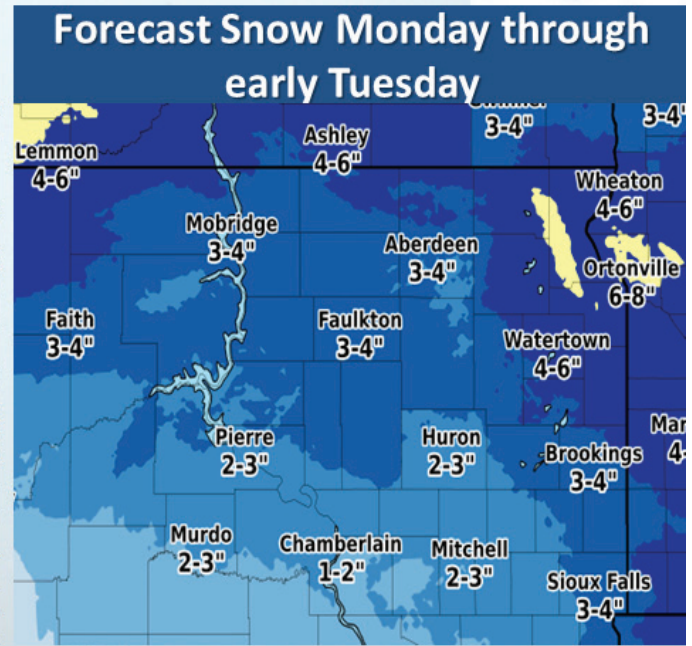 Forecast Snow Monday through
early Tuesday
3-4"
3-4"
Ashley
4-6"
Lemmon
4-6"
Wheaton
4-6"
Mobridge
3-4"
Aberdeen
3-4"
Ortonville
6-8"
Faith
3-4"
Faulkton
3-4"
Watertown
4-6"
Pierre
2-3"
Huron
2-3"
Brookings
3-4"
Mar
4-
Murdo
2-3"
Chamberlain
1-2"
Mitchell
2-3"
Sioux Falls
3-4"